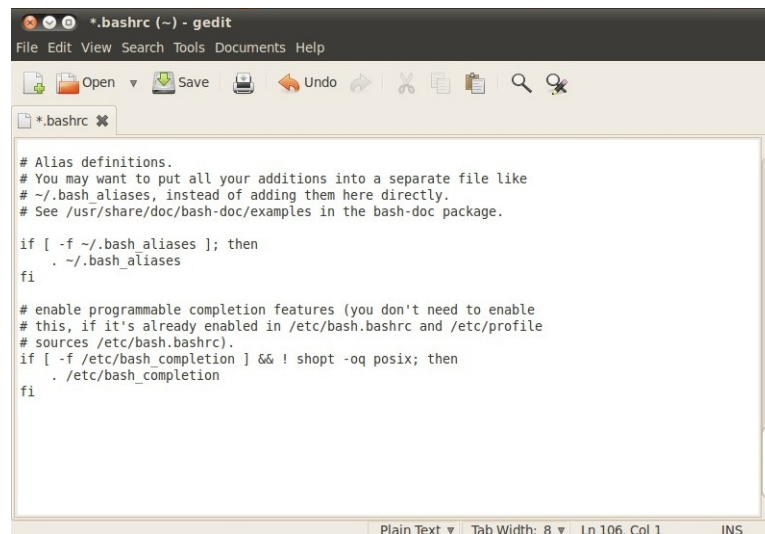 *.bashrc (~) - gedit
File Edit View Search Tools Documents Help
Open Save Undo
*.bashrc
# Alias definitions.
# You may want to put all your additions into a separate file like
# ~/.bash_aliases, instead of adding them here directly.
# See /usr/share/doc/bash-doc/examples in the bash-doc package.
if [ -f ~/.bash_aliases ]; then
    . ~/.bash_aliases
fi
# enable programmable completion features (you don't need to enable
# this, if it's already enabled in /etc/bash.bashrc and /etc/profile
# sources /etc/bash.bashrc).
if [ -f /etc/bash_completion ] && ! shopt -oq posix; then
    . /etc/bash_completion
fi
Plain Text Tab Width: 8 Ln 106, Col 1 INS